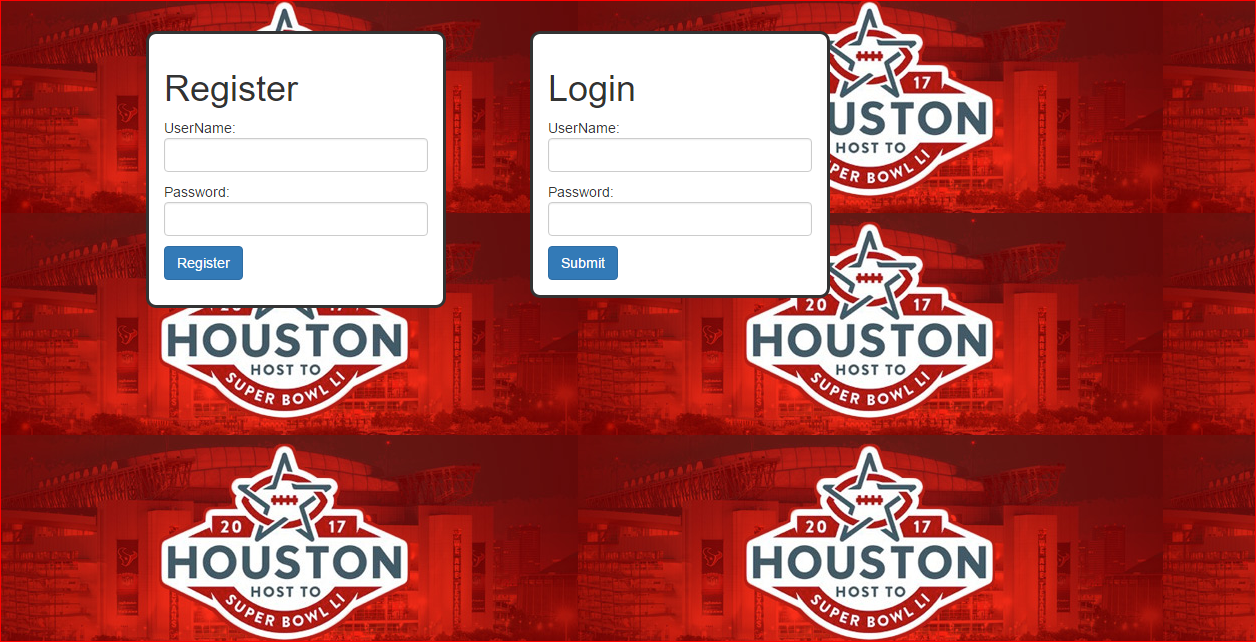 Register
UserName:
Password:
Register
Login
UserName:
Password:
Submit
17
USTON
HOST TO
PER BOWL LI
20 17
HOUSTON
HOST TO
SUPER BOWL LI
20 17
HOUSTON
HOST TO
SUPER BOWL LI
20 17
HOUSTON
HOST TO
SUPER BOWL LI
20 17
HOUSTON
HOST TO
SUPER BOWL LI